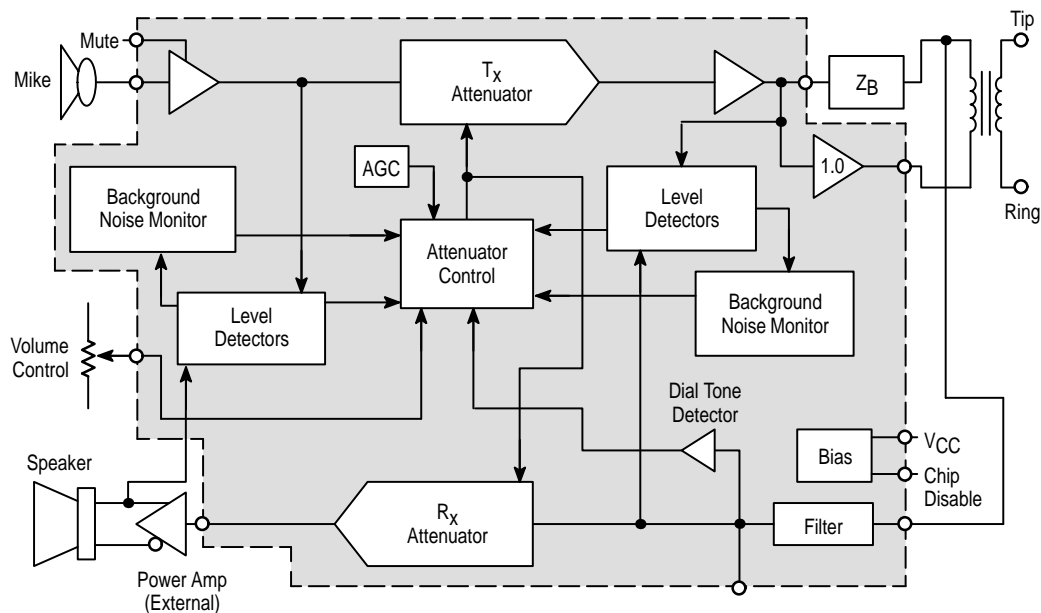 Tip
Mute
Mike
Tx
Attenuator
ZB
AGC
1.0
Background
Noise Monitor
Level
Detectors
Ring
Attenuator
Control
Level
Detectors
Background
Noise Monitor
Volume
Control
Dial Tone
Detector
Speaker
Bias
VCC
Chip
Disable
Rx
Attenuator
Filter
Power Amp
(External)